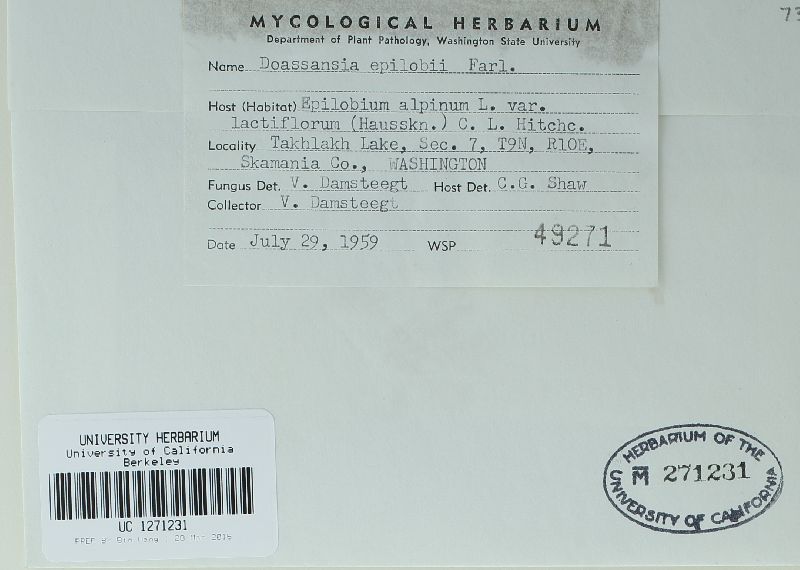 73
MYCOLOGICAL HERBARIUM
Department of Plant Pathology, Washington State University
Name Doassansia epilobii Farl.
Host (Habitat) Epilobium alpinum L. var.
lactiflorum (Hausskn.) C. L. Hitchc.
Locality Takhlakh Lake, Sec. 7, T9N, R10E,
Skamania Co., WASHINGTON
Fungus Det. V. Damsteegt Host Det. C.G. Shaw
Collector V. Damsteegt
Date July 29, 1959 WSP 49271
UNIVERSITY HERBARIUM
University of California
Berkeley
UC 1271231
HERBARIUM OF THE
M 271231
UNIVERSITY OF CALIFORNIA